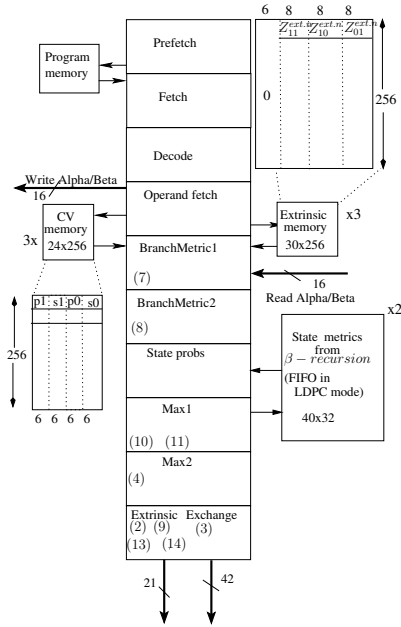 6 8 8 8
Z_{11}^{ext.n} Z_{10}^{ext.n} Z_{01}^{ext.n}
0
256
Prefetch
Program
memory
Fetch
Decode
Write Alpha/Beta
16
Operand fetch
CV
memory
24x256
3x
Extrinsic
memory
30x256
x3
BranchMetric1
(7)
16
Read Alpha/Beta
p1 s1 p0 s0
256
6 6 6 6
BranchMetric2
(8)
x2
State metrics
from
β − recursion
(FIFO in
LDPC mode)
40x32
State probs
Max1
(10) (11)
Max2
(4)
Extrinsic Exchange
(2) (9) (3)
(13) (14)
21 42